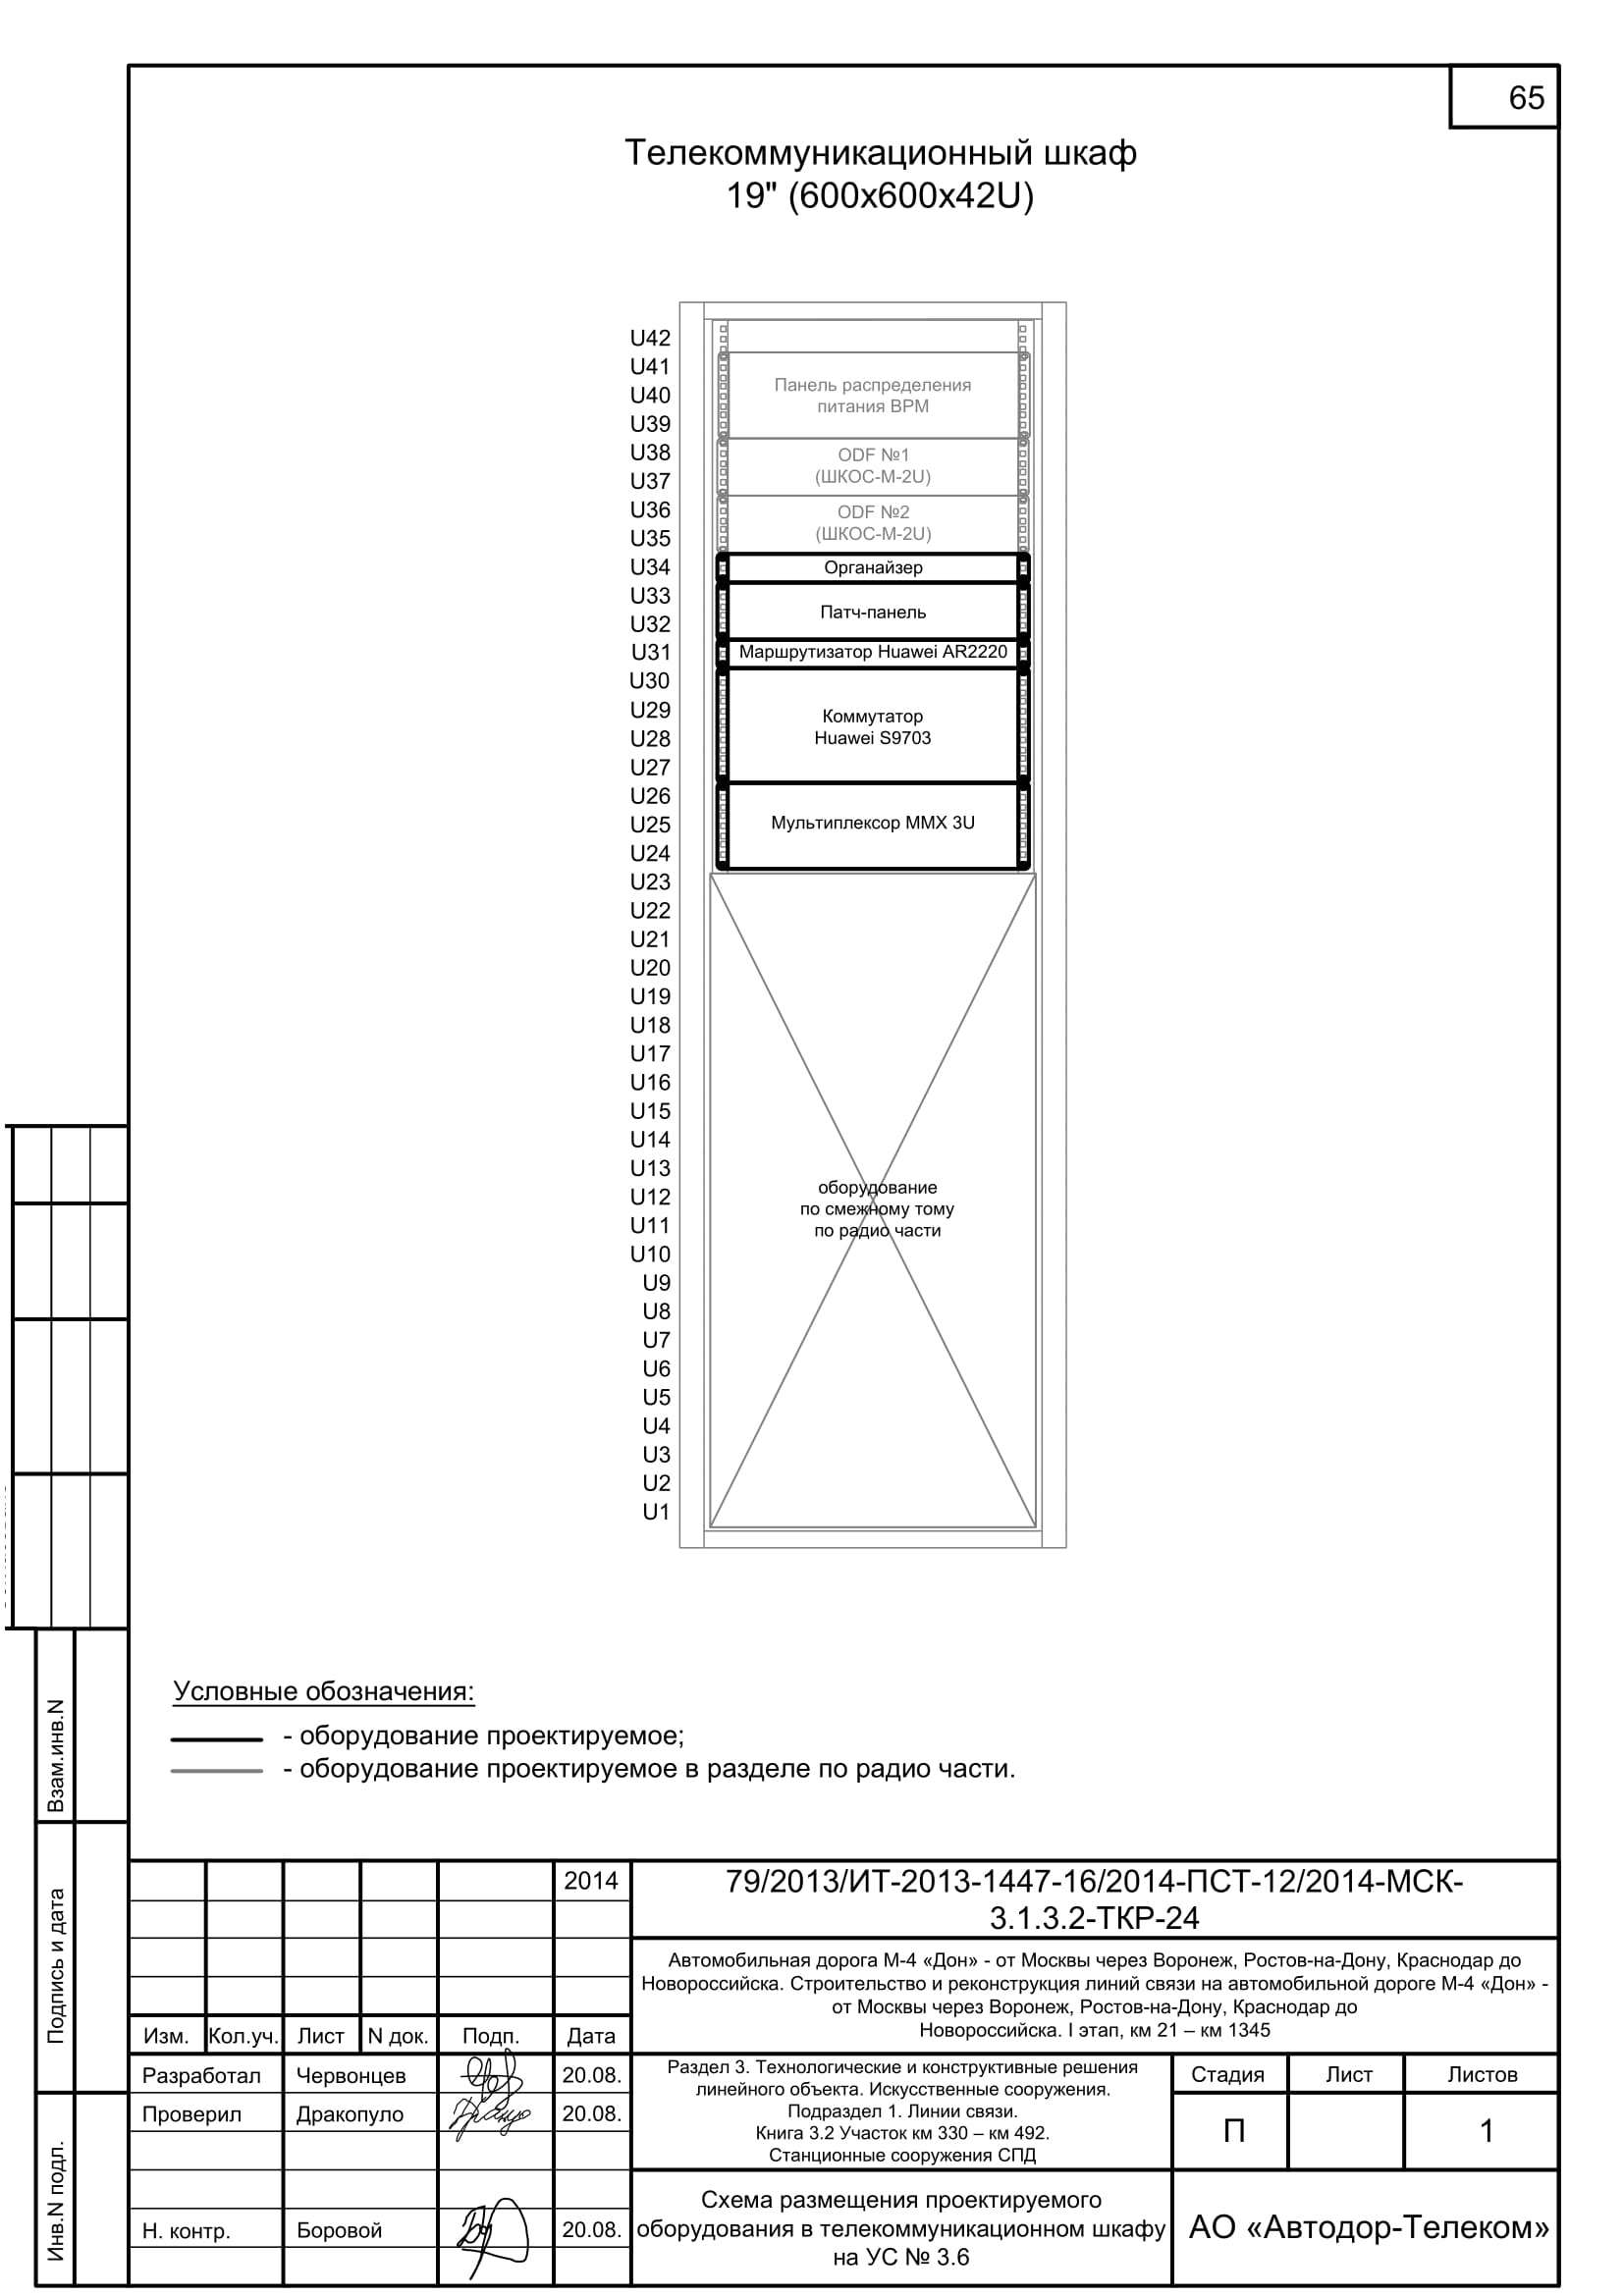 65
Телекоммуникационный шкаф
19" (600х600х42U)
U42
U41
U40
U39
U38
U37
U36
U35
U34
U33
U32
U31
U30
U29
U28
U27
U26
U25
U24
U23
U22
U21
U20
U19
U18
U17
U16
U15
U14
U13
U12
U11
U10
U9
U8
U7
U6
U5
U4
U3
U2
U1
Панель распределения
питания ВРМ
ODF №1
(ШКОС-М-2U)
ODF №2
(ШКОС-М-2U)
Органайзер
Патч-панель
Маршрутизатор Huawei AR2220
Коммутатор
Huawei S9703
Мультиплексор ММХ 3U
оборудование
по смежному тому
по радио части
Условные обозначения:
- оборудование проектируемое;
- оборудование проектируемое в разделе по радио части.
Взам.инв.N
Подпись и дата
Инв.N подл.
2014
Изм. Кол.уч. Лист N док. Подп. Дата
Разработал Червонцев 20.08.
Проверил Дракопуло 20.08.
Н. контр. Боровой 20.08.
79/2013/ИТ-2013-1447-16/2014-ПСТ-12/2014-МСК-
3.1.3.2-ТКР-24
Автомобильная дорога М-4 «Дон» - от Москвы через Воронеж, Ростов-на-Дону, Краснодар до
Новороссийска. Строительство и реконструкция линий связи на автомобильной дороге М-4 «Дон» -
от Москвы через Воронеж, Ростов-на-Дону, Краснодар до
Новороссийска. I этап, км 21 – км 1345
Раздел 3. Технологические и конструктивные решения
линейного объекта. Искусственные сооружения.
Подраздел 1. Линии связи.
Книга 3.2 Участок км 330 – км 492.
Станционные сооружения СПД
Стадия Лист Листов
П 1
Схема размещения проектируемого
оборудования в телекоммуникационном шкафу
на УС № 3.6
АО «Автодор-Телеком»